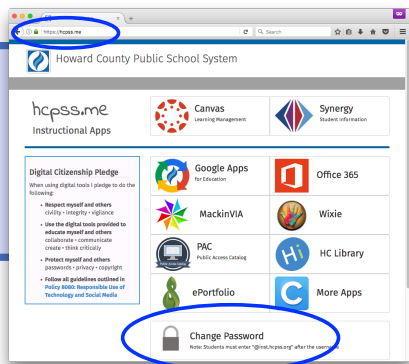 https://hcpss.me
Search
Howard County Public School System
hcpss.me
Instructional Apps
Canvas
Learning Management
Synergy
Student Information
Digital Citizenship Pledge
When using digital tools I pledge to do the
following:
• Respect myself and others
civility • integrity • vigilance
• Use the digital tools provided to
educate myself and others
collaborate • communicate
create • think critically
• Protect myself and others
passwords • privacy • copyright
• Follow all guidelines outlined in
Policy 8080: Responsible Use of
Technology and Social Media
Google Apps
for Education
Office 365
MackinVIA
Wixie
PAC
Public Access Catalog
Hi
HC Library
ePortfolio
C
More Apps
Change Password
Note: Students must enter "@inst.hcpss.org" after the username